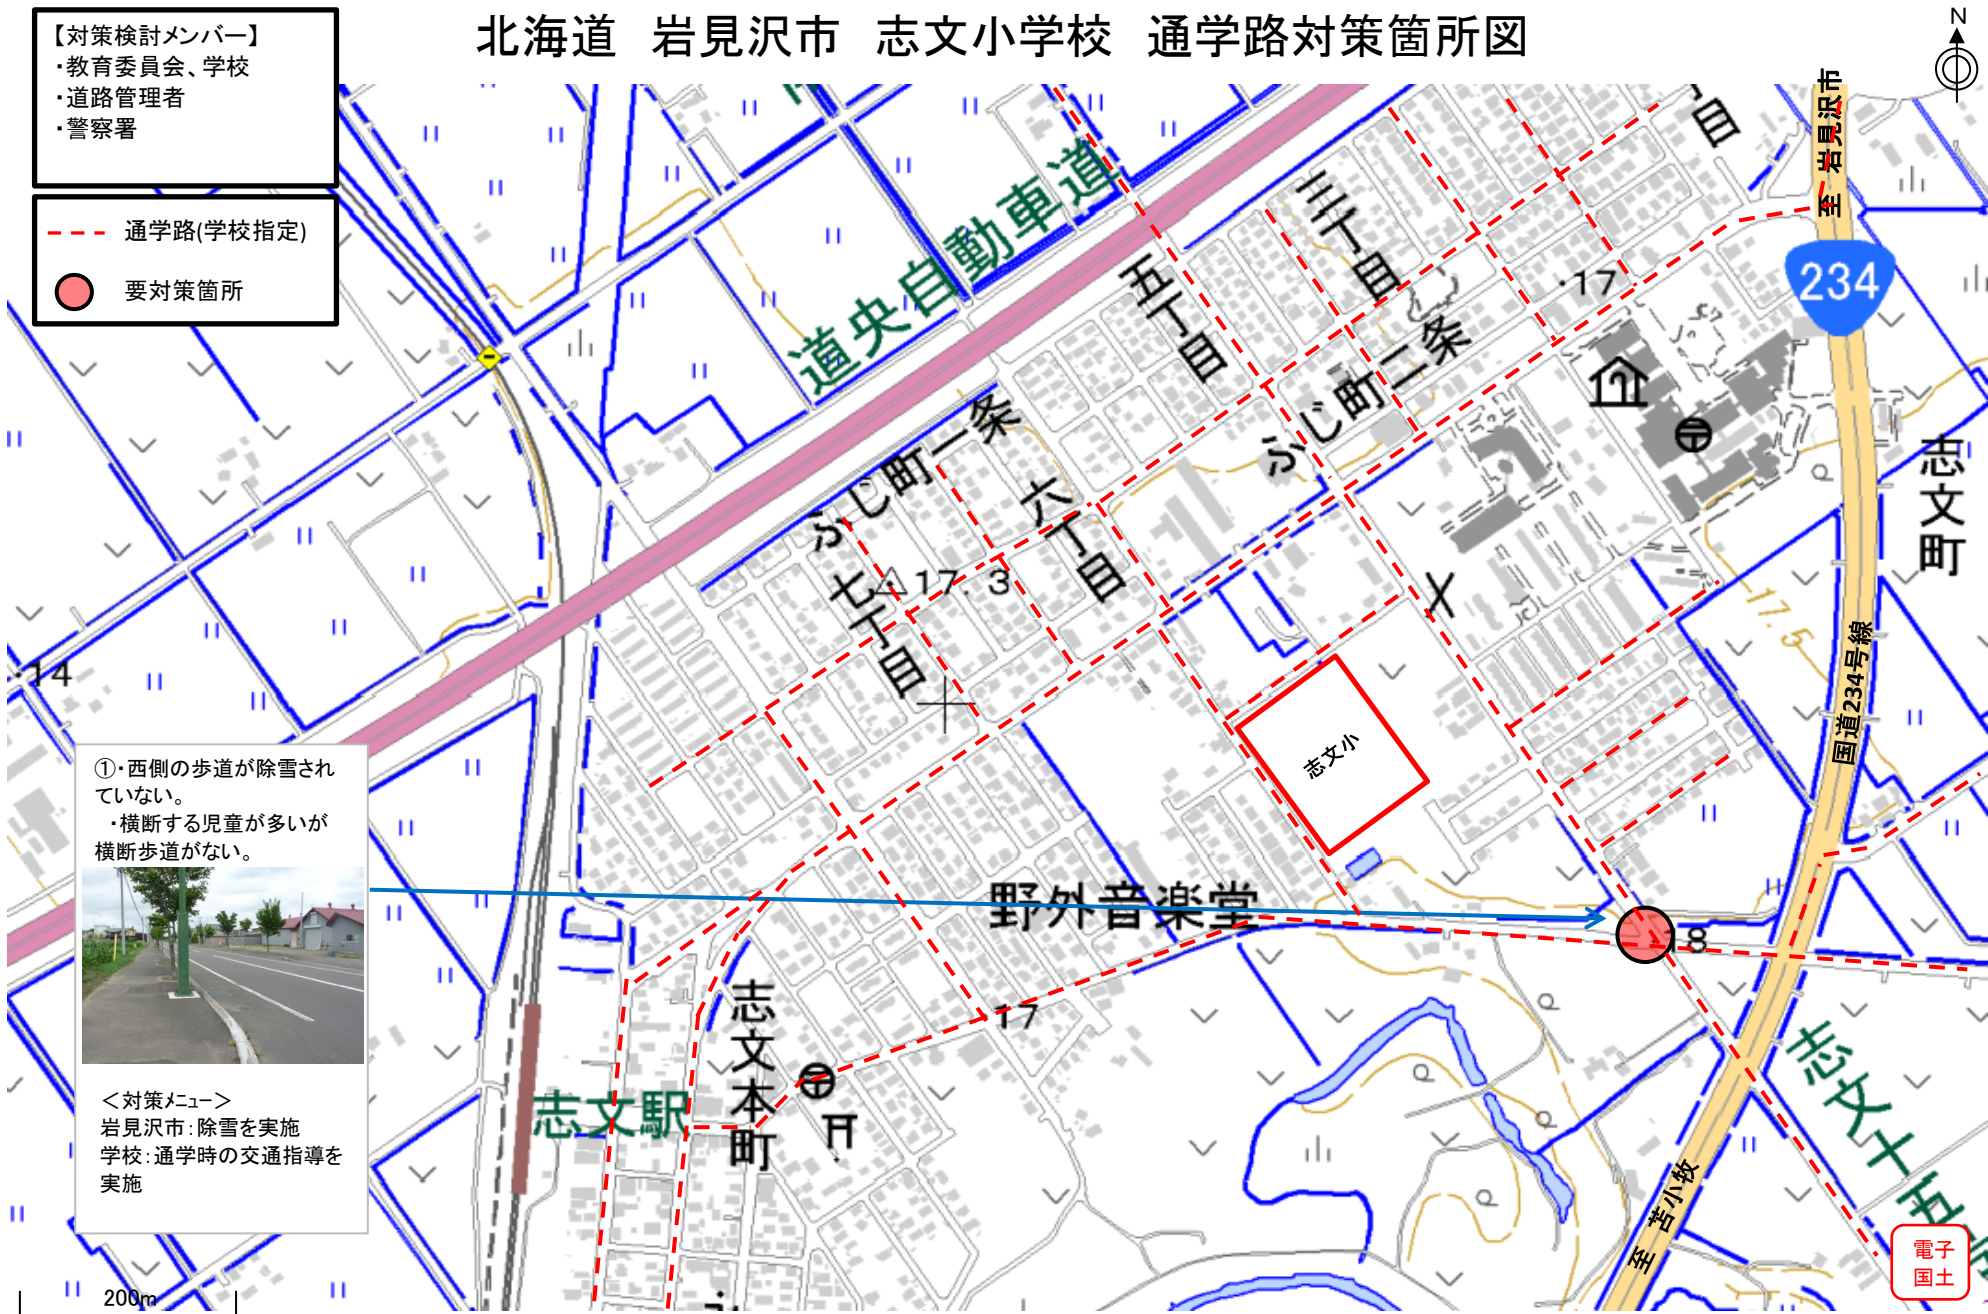 北海道 岩見沢市 志文小学校 通学路対策箇所図
【対策検討メンバー】
・教育委員会、学校
・道路管理者
・警察署
通学路(学校指定)
要対策箇所
N
至 岩見沢市
234
道央自動車道
三丁目
丁目
五丁目
・17
ふじ町二条
ふじ町一条
六丁目
七丁目
17.3
志文町
17.5
国道234号線
14
志文小
①・西側の歩道が除雪され
ていない。
・横断する児童が多いが
横断歩道がない。
＜対策メニュー＞
岩見沢市：除雪を実施
学校：通学時の交通指導を
実施
野外音楽堂
18
17
志文本町
志文駅
志文十五
至 苫小牧
電子
国土
200m